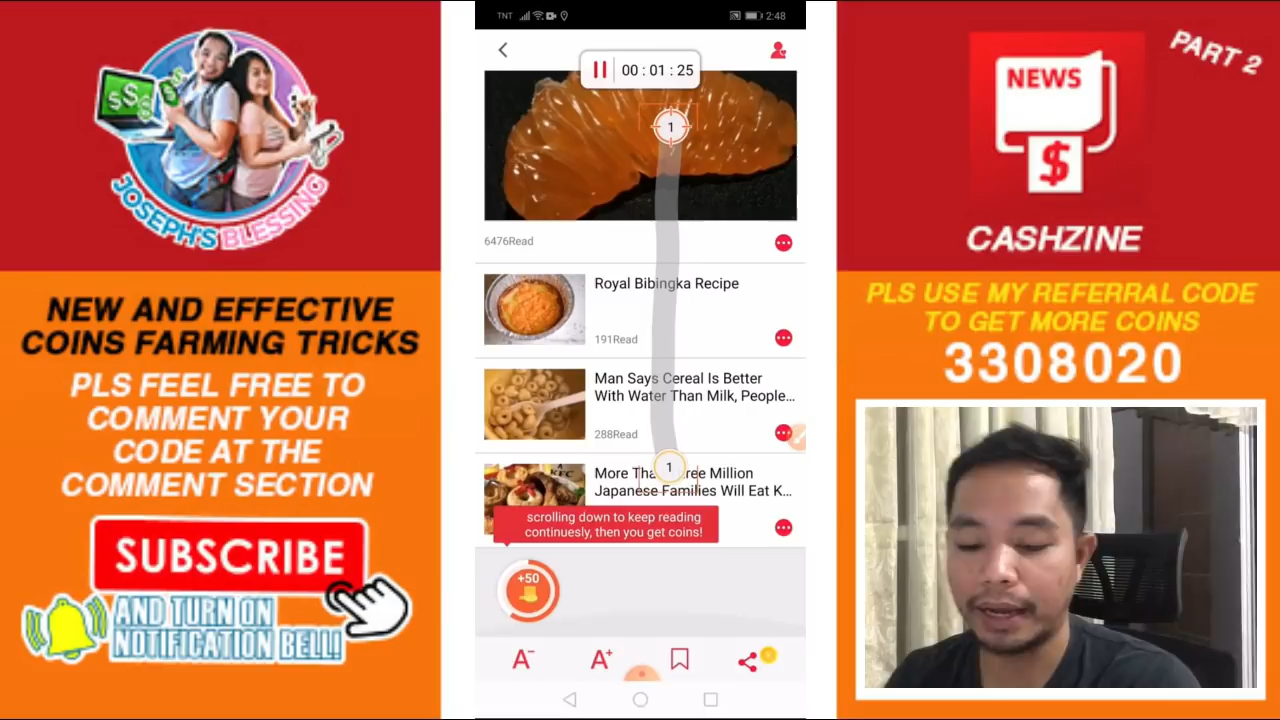 JOSEPH'S BLESSING
NEW AND EFFECTIVE
COINS FARMING TRICKS
PLS FEEL FREE TO
COMMENT YOUR
CODE AT THE
COMMENT SECTION
SUBSCRIBE
AND TURN ON
NOTIFICATION BELL!
TNT
2:48
00 : 01 : 25
1
6476Read
Royal Bibingka Recipe
191Read
Man Says Cereal Is Better
With Water Than Milk, People...
288Read
1
More Than Three Million
Japanese Families Will Eat K...
scrolling down to keep reading
continuesly, then you get coins!
+50
A-
A+
PART 2
NEWS
$
CASHZINE
PLS USE MY REFERRAL CODE
TO GET MORE COINS
3308020